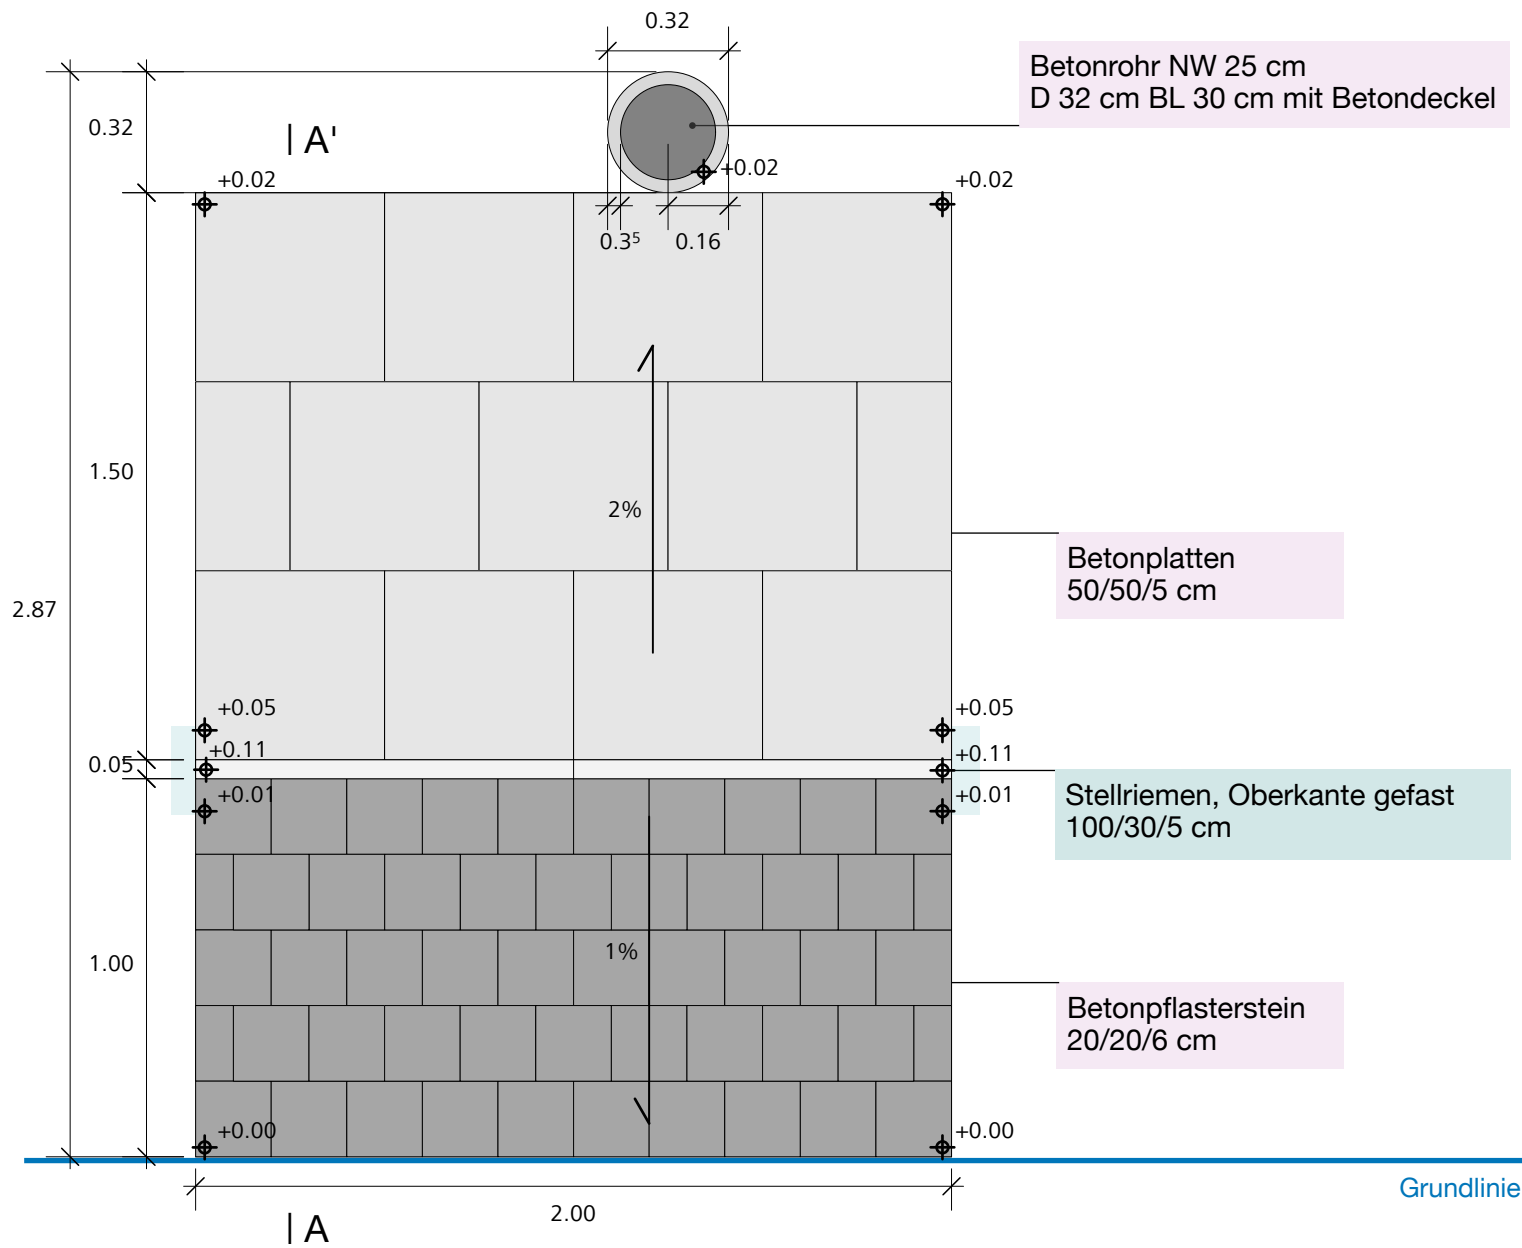 0.32
Betonrohr NW 25 cm
D 32 cm BL 30 cm mit Betondeckel
0.32
A'
+0.02
+0.02
+0.02
0.3⁵
0.16
1.50
2%
Betonplatten
50/50/5 cm
2.87
+0.05
+0.05
+0.11
+0.11
0.05
+0.01
+0.01
Stellriemen, Oberkante gefast
100/30/5 cm
1.00
1%
Betonpflasterstein
20/20/6 cm
+0.00
+0.00
Grundlinie
2.00
A